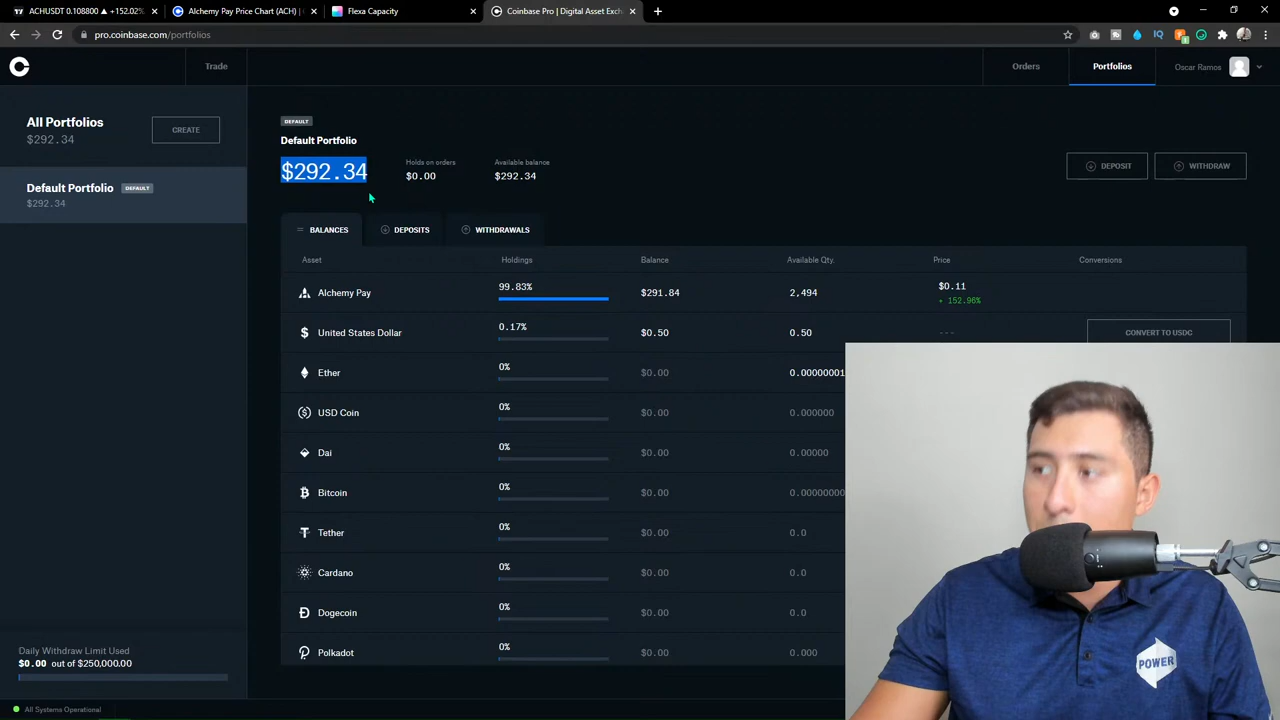 ACHUSDT 0.108800 ▲ +152.02%
Alchemy Pay Price Chart (ACH) |
Flexa Capacity
Coinbase Pro | Digital Asset Exch
pro.coinbase.com/portfolios
Trade
Orders
Portfolios
Oscar Ramos
All Portfolios
$292.34
CREATE
Default Portfolio DEFAULT
$292.34
DEFAULT
Default Portfolio
$292.34
Holds on orders
$0.00
Available balance
$292.34
DEPOSIT
WITHDRAW
BALANCES DEPOSITS WITHDRAWALS
Asset Holdings Balance Available Qty. Price Conversions
Alchemy Pay 99.83% $291.84 2,494 $0.11
+ 152.96%
United States Dollar 0.17% $0.50 0.50 --- CONVERT TO USDC
Ether 0% $0.00 0.0000001
USD Coin 0% $0.00 0.000000
Dai 0% $0.00 0.00000
Bitcoin 0% $0.00 0.00000000
Tether 0% $0.00 0.0
Cardano 0% $0.00 0.0
Dogecoin 0% $0.00 0.0
Polkadot 0% $0.00 0.000
Daily Withdraw Limit Used
$0.00 out of $250,000.00
All Systems Operational
POWER